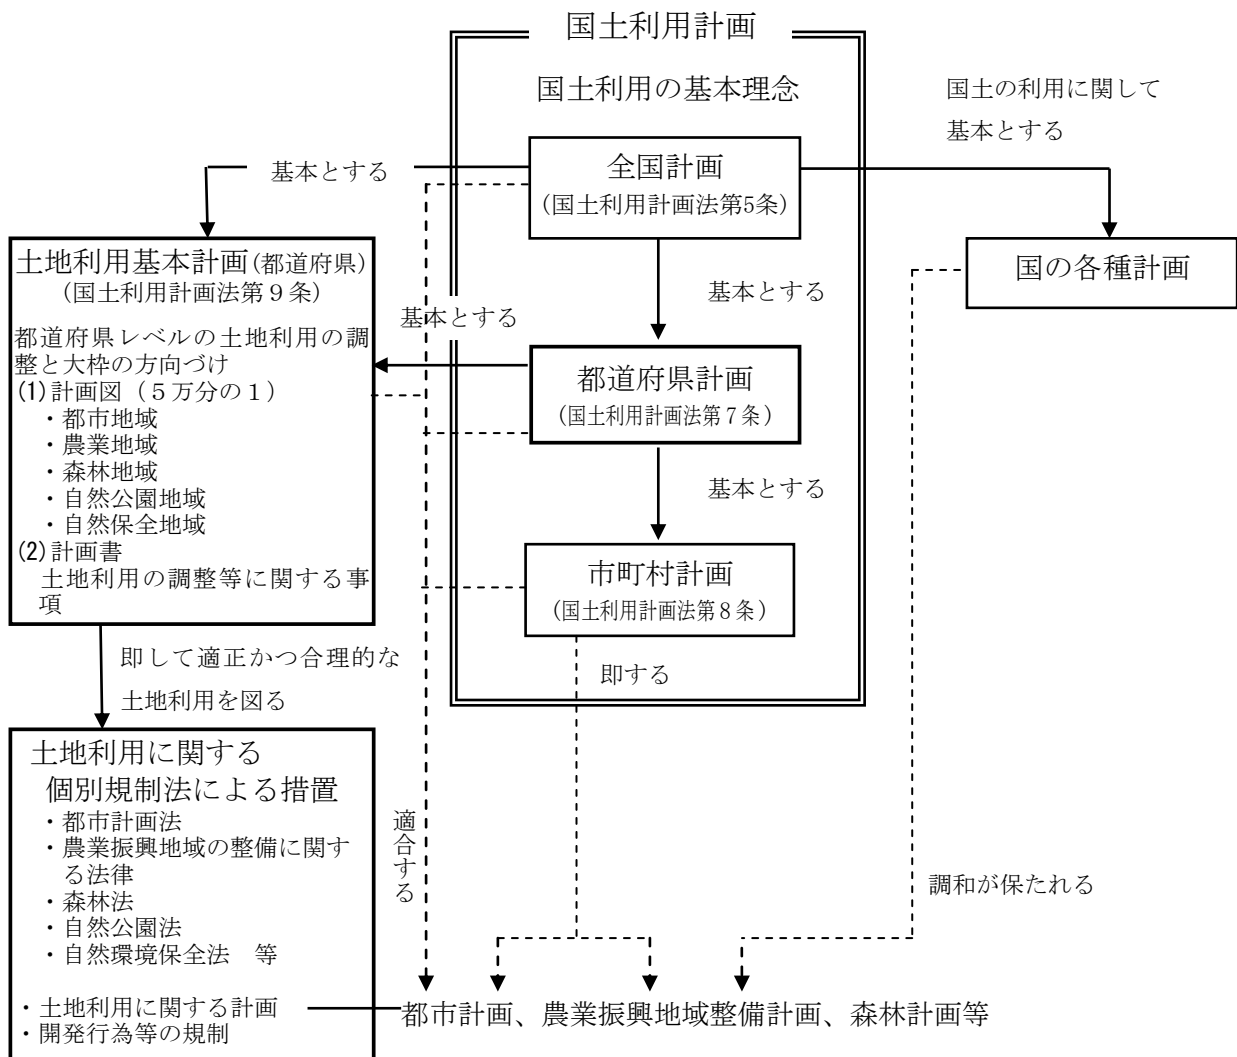 国土利用計画
国土利用の基本理念
国土の利用に関して
基本とする
基本とする
全国計画
(国土利用計画法第5条)
土地利用基本計画(都道府県)
(国土利用計画法第９条)
都道府県レベルの土地利用の調
整と大枠の方向づけ
(1)計画図（５万分の１）
・都市地域
・農業地域
・森林地域
・自然公園地域
・自然保全地域
(2)計画書
土地利用の調整等に関する事
項
国の各種計画
基本とする
基本とする
都道府県計画
(国土利用計画法第７条)
基本とする
市町村計画
(国土利用計画法第８条)
即して適正かつ合理的な
土地利用を図る
即する
土地利用に関する
個別規制法による措置
・都市計画法
・農業振興地域の整備に関す
る法律
・森林法
・自然公園法
・自然環境保全法　等
・土地利用に関する計画
・開発行為等の規制
適合する
調和が保たれる
都市計画、農業振興地域整備計画、森林計画等